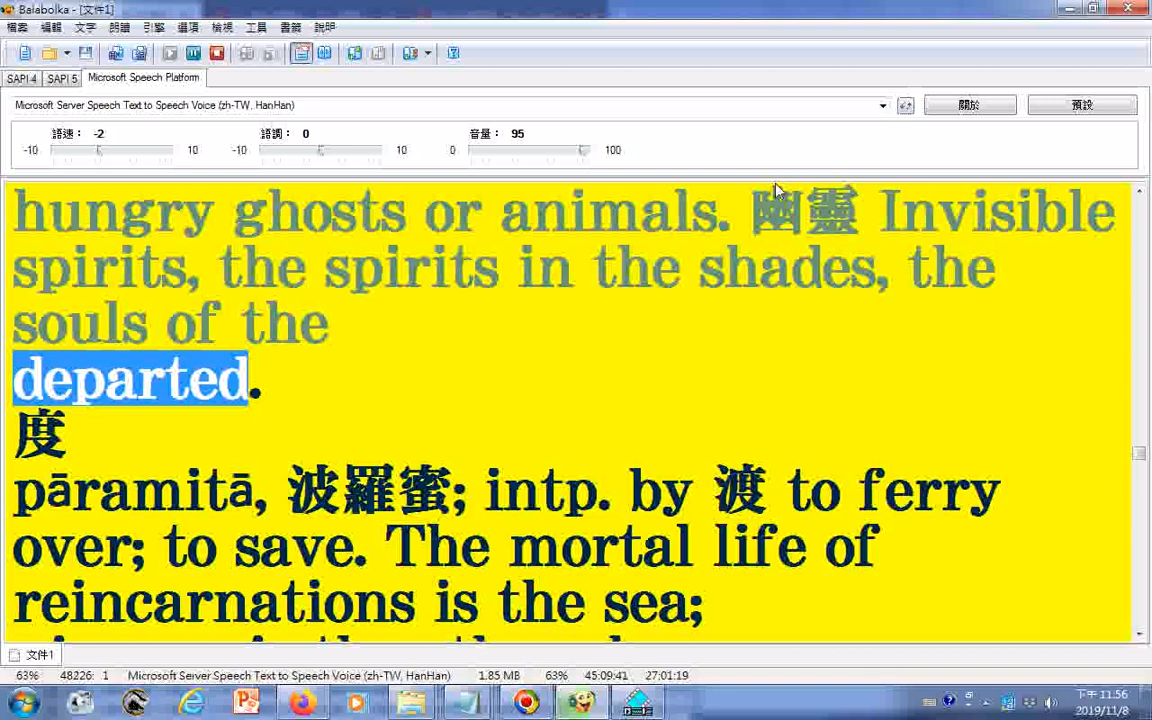 Balabolka - [文件1]
檔案 編輯 文字 朗讀 引擎 選項 檢視 工具 書籤 說明
SAPI 4 SAPI 5 Microsoft Speech Platform
Microsoft Server Speech Text to Speech Voice (zh-TW, HanHan) 關於 預設
語速： -2 語調： 0 音量： 95
-10 10 -10 10 0 100
hungry ghosts or animals. 幽靈 Invisible
spirits, the spirits in the shades, the
souls of the
departed.
度
pāramitā, 波羅蜜; intp. by 渡 to ferry
over; to save. The mortal life of
reincarnations is the sea;
文件1
63% 48226: 1 Microsoft Server Speech Text to Speech Voice (zh-TW, HanHan) 1.85 MB 63% 45:09:41 27:01:19
下午 11:56
2019/11/8